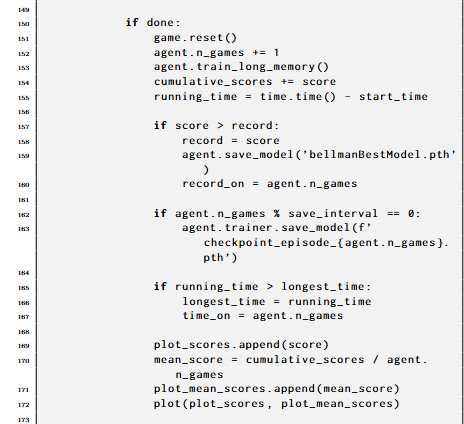 149
150 if done:
151 game.reset()
152 agent.n_games += 1
153 agent.train_long_memory()
154 cumulative_scores += score
155 running_time = time.time() - start_time
156
157 if score > record:
158 record = score
159 agent.save_model('bellmanBestModel.pth'
)
160 record_on = agent.n_games
161
162 if agent.n_games % save_interval == 0:
163 agent.trainer.save_model(f'
checkpoint_episode_{agent.n_games}.
pth')
164
165 if running_time > longest_time:
166 longest_time = running_time
167 time_on = agent.n_games
168
169 plot_scores.append(score)
170 mean_score = cumulative_scores / agent.
n_games
171 plot_mean_scores.append(mean_score)
172 plot(plot_scores, plot_mean_scores)
173